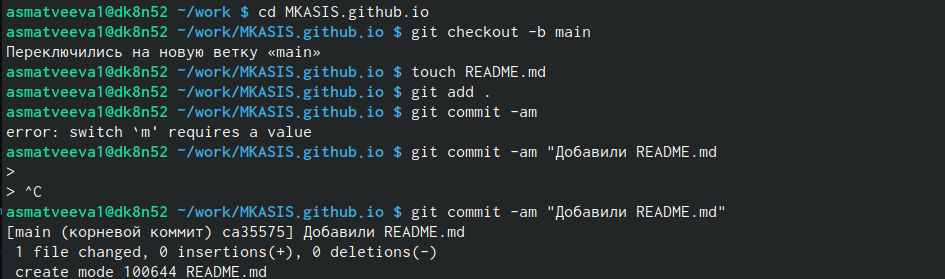 asmatveeva1@dk8n52 ~/work $ cd MKASIS.github.io
asmatveeva1@dk8n52 ~/work/MKASIS.github.io $ git checkout -b main
Переключились на новую ветку «main»
asmatveeva1@dk8n52 ~/work/MKASIS.github.io $ touch README.md
asmatveeva1@dk8n52 ~/work/MKASIS.github.io $ git add .
asmatveeva1@dk8n52 ~/work/MKASIS.github.io $ git commit -am
error: switch `m' requires a value
asmatveeva1@dk8n52 ~/work/MKASIS.github.io $ git commit -am "Добавили README.md
>
> ^C
asmatveeva1@dk8n52 ~/work/MKASIS.github.io $ git commit -am "Добавили README.md"
[main (корневой коммит) ca35575] Добавили README.md
 1 file changed, 0 insertions(+), 0 deletions(-)
 create mode 100644 README.md